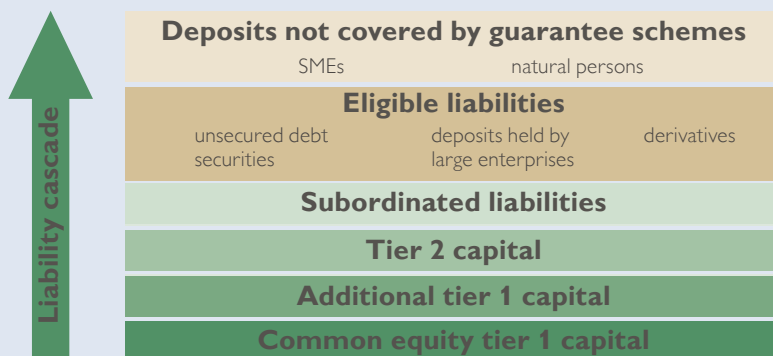 Deposits not covered by guarantee schemes
SMEs natural persons
Eligible liabilities
unsecured debt securities
deposits held by large enterprises
derivatives
Subordinated liabilities
Tier 2 capital
Additional tier 1 capital
Common equity tier 1 capital
Liability cascade